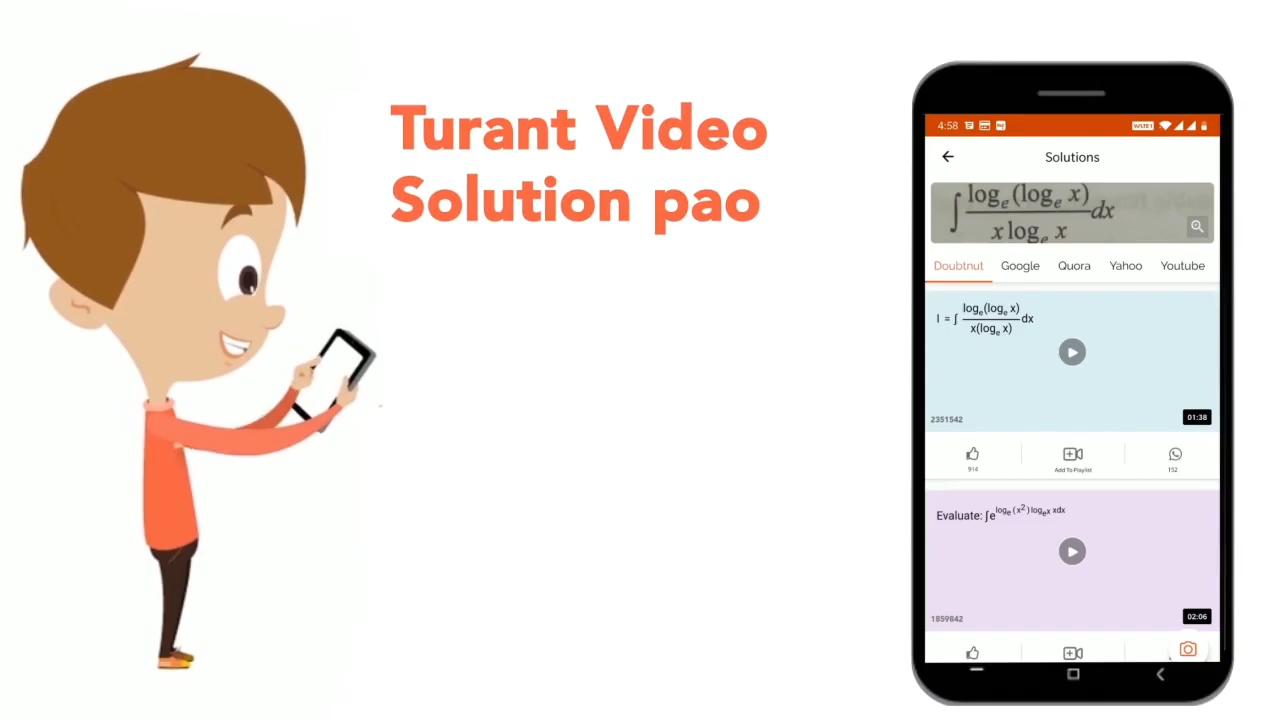 Turant Video
Solution pao
4:58
VoLTE1
Solutions
∫ logₑ(logₑ x) / x logₑ x dx
Doubtnut Google Quora Yahoo Youtube
I = ∫ logₑ(logₑ x) / x(logₑ x) dx
2351542 01:38
914 Add To Playlist 152
Evaluate: ∫e^logₑ(x²)logₑx xdx
1859842 02:06